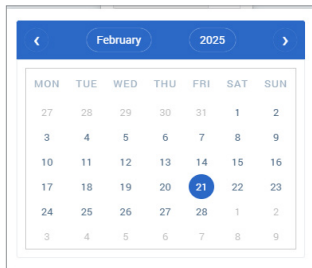 ‹ February 2025 ›
MON TUE WED THU FRI SAT SUN
27 28 29 30 31 1 2
3 4 5 6 7 8 9
10 11 12 13 14 15 16
17 18 19 20 21 22 23
24 25 26 27 28 1 2
3 4 5 6 7 8 9